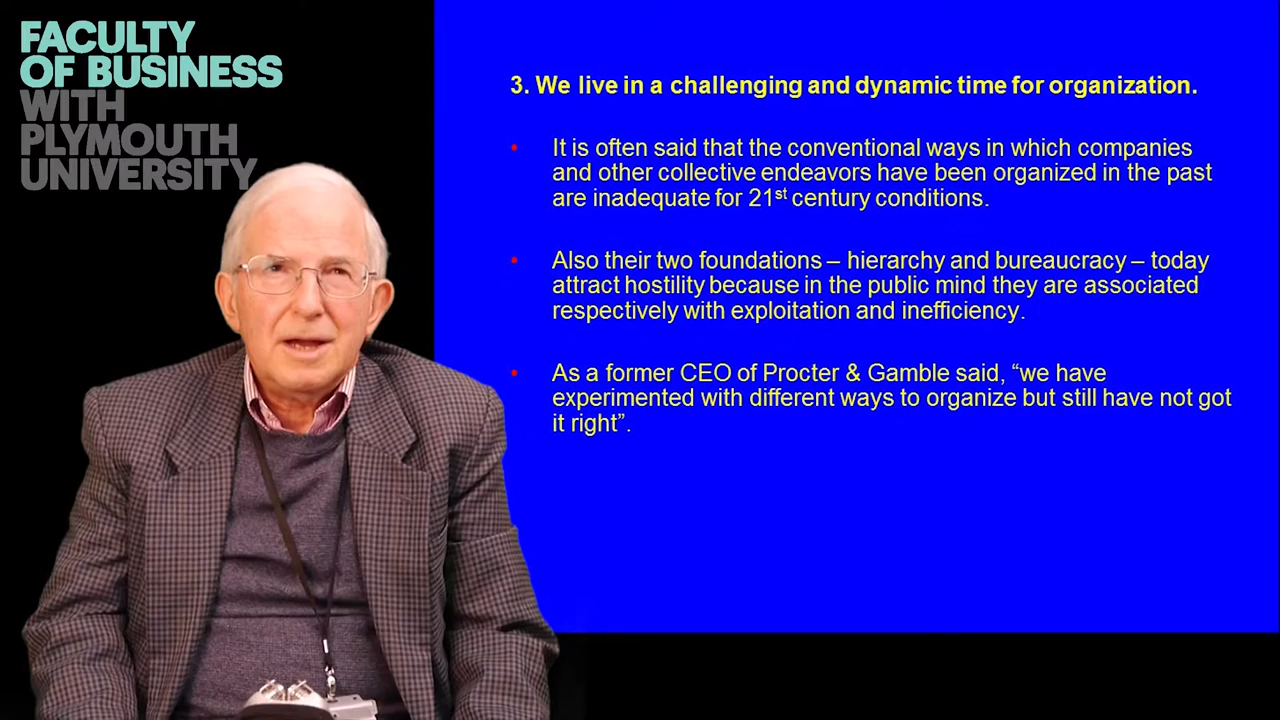 FACULTY
OF BUSINESS
WITH
PLYMOUTH
UNIVERSITY
3. We live in a challenging and dynamic time for organization.
• It is often said that the conventional ways in which companies
and other collective endeavors have been organized in the past
are inadequate for 21st century conditions.
• Also their two foundations – hierarchy and bureaucracy – today
attract hostility because in the public mind they are associated
respectively with exploitation and inefficiency.
• As a former CEO of Procter & Gamble said, “we have
experimented with different ways to organize but still have not got
it right”.